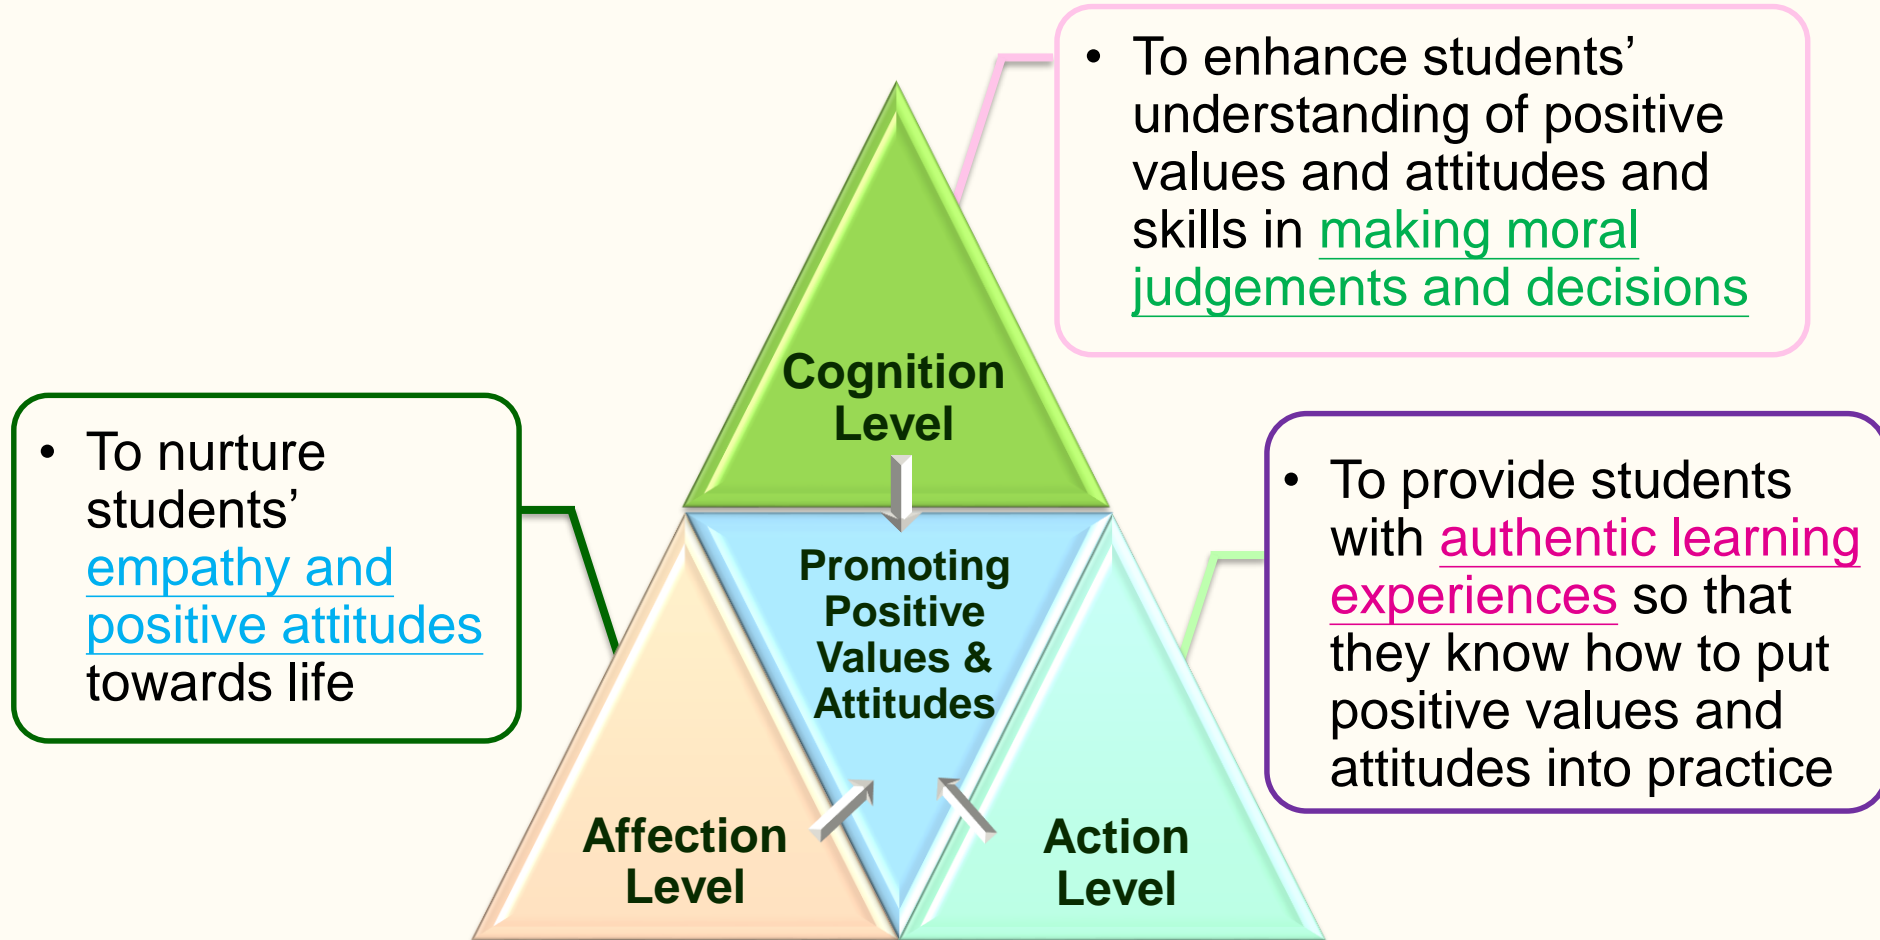 • To enhance students’
understanding of positive
values and attitudes and
skills in making moral
judgements and decisions
Cognition
Level
• To nurture
students’
empathy and
positive attitudes
towards life
Promoting
Positive
Values &
Attitudes
• To provide students
with authentic learning
experiences so that
they know how to put
positive values and
attitudes into practice
Affection
Level
Action
Level